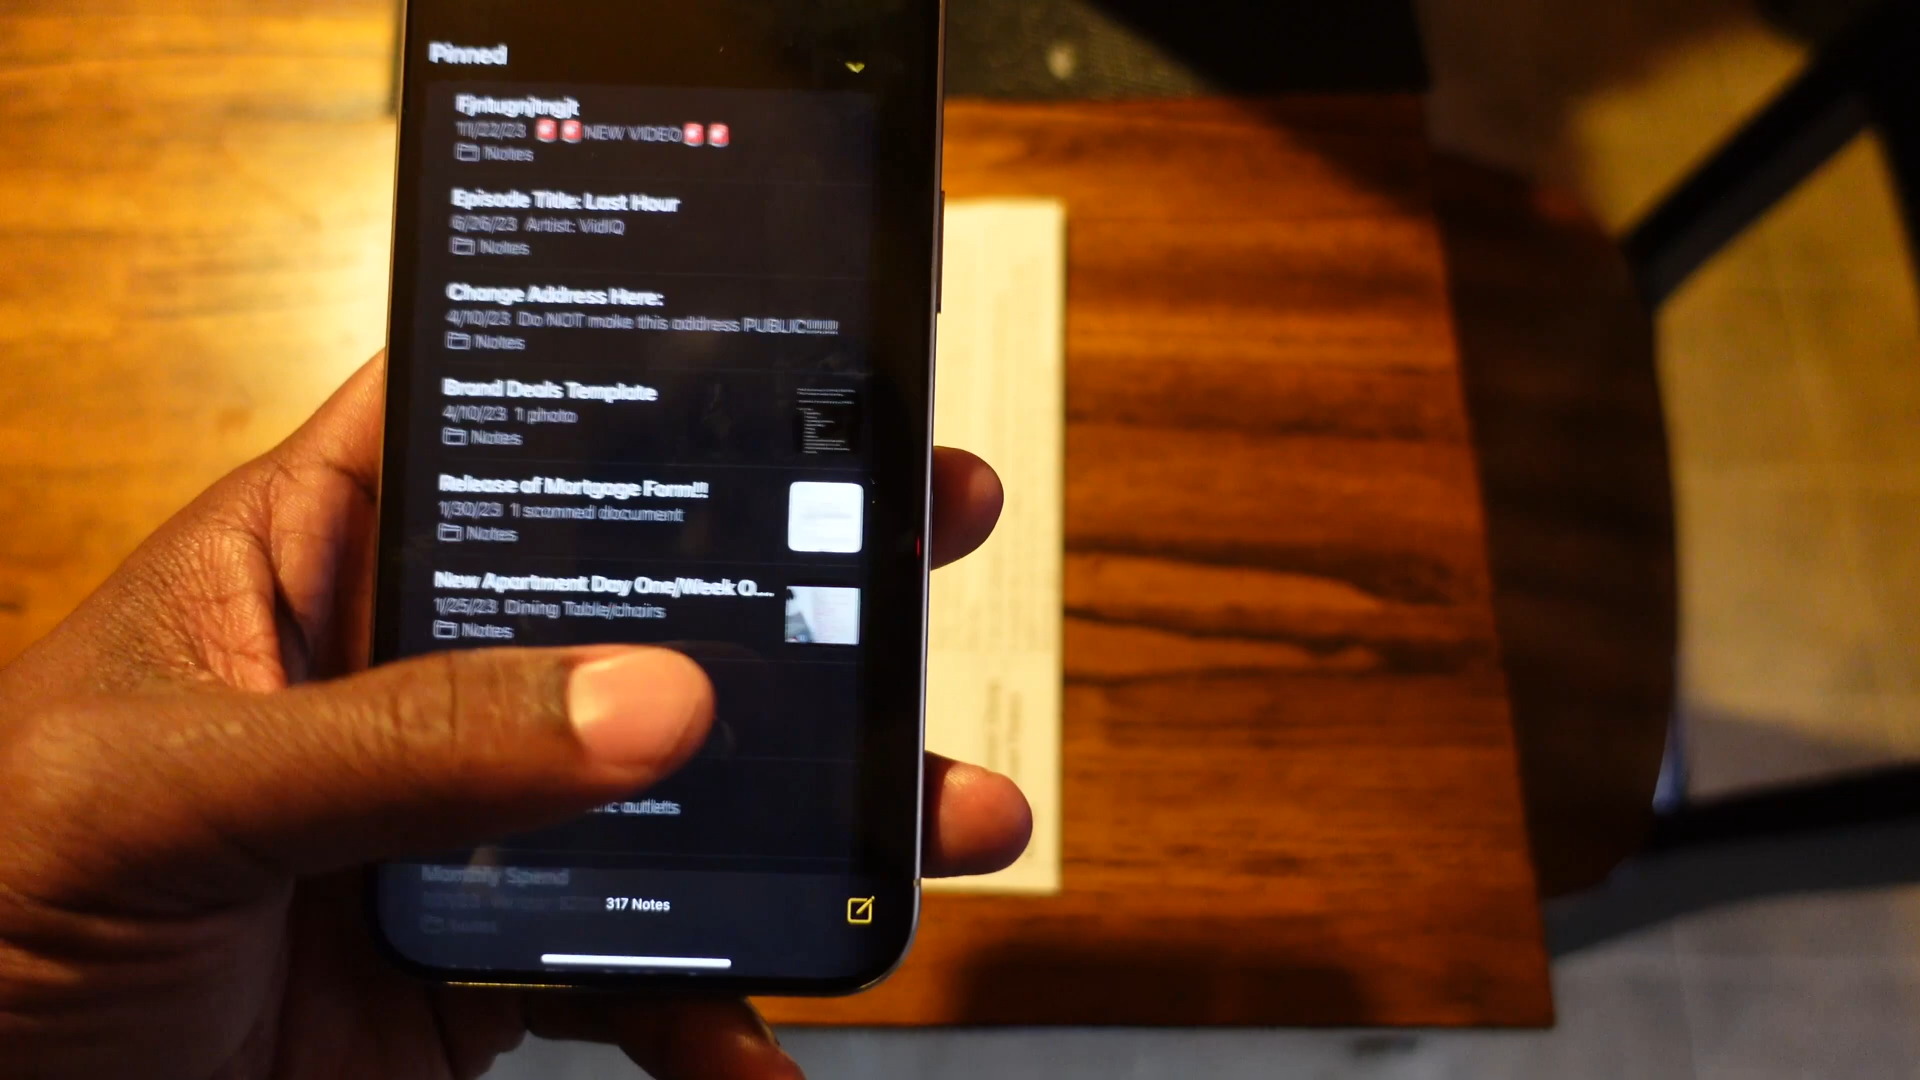 Pinned
Fjritugnjtngjt
11/22/23 🚨🚨NEW VIDEO🚨🚨
Notes
Episode Title: Last Hour
6/26/23 Artist: VidIQ
Notes
Change Address Here:
4/10/23 Do NOT make this address PUBLIC!!!!!!!!
Notes
Brand Deals Template
4/10/23 1 photo
Notes
Release of Mortgage Form!!!
1/30/23 1 scanned document
Notes
New Apartment Day One/Week O...
1/25/23 Dining Table/chairs
Notes
outlets
Monthly Spend
317 Notes
Notes